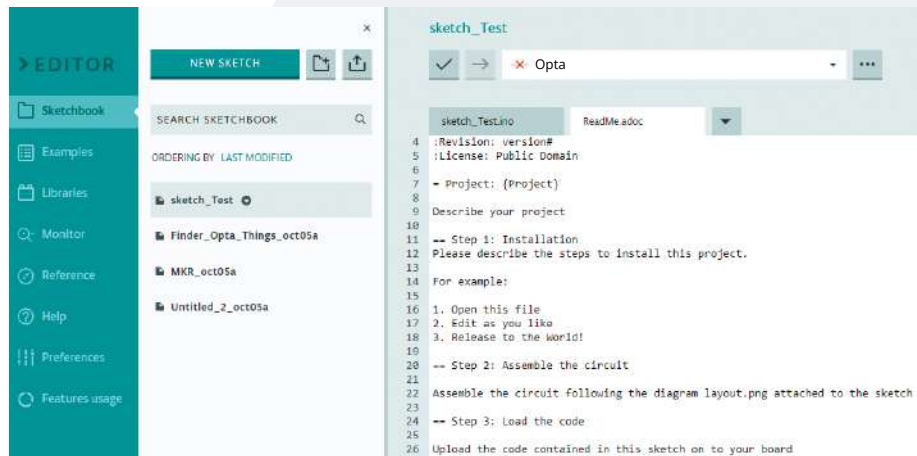 >EDITOR
Sketchbook
Examples
Libraries
Monitor
Reference
Help
Preferences
Features usage
×
NEW SKETCH
SEARCH SKETCHBOOK
ORDERING BY LAST MODIFIED
sketch_Test
Finder_Opta_Things_oct05a
MKR_oct05a
Untitled_2_oct05a
sketch_Test
Opta
sketch_Test.ino
ReadMe.adoc
4 :Revision: version#
5 :License: Public Domain
6
7 = Project: {Project}
8
9 Describe your project
10
11 == Step 1: Installation
12 Please describe the steps to install this project.
13
14 For example:
15
16 1. Open this file
17 2. Edit as you like
18 3. Release to the World!
19
20 == Step 2: Assemble the circuit
21
22 Assemble the circuit following the diagram layout.png attached to the sketch
23
24 == Step 3: Load the code
25
26 Upload the code contained in this sketch on to your board